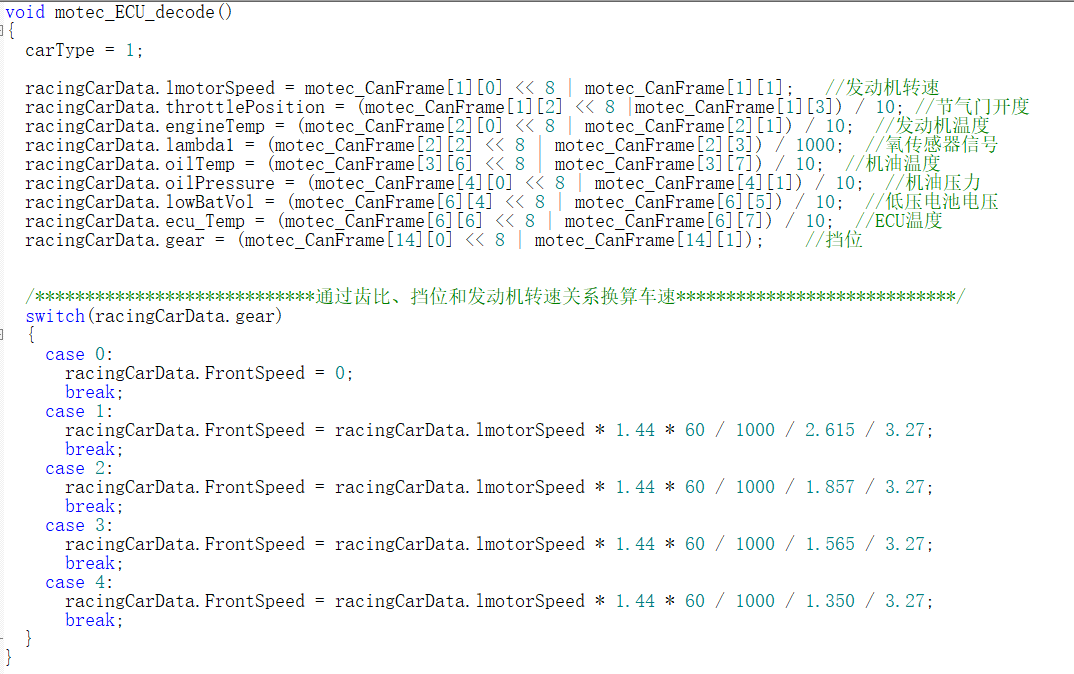 void motec_ECU_decode()
{
carType = 1;
racingCarData.lmotorSpeed = motec_CanFrame[1][0] << 8 | motec_CanFrame[1][1]; //发动机转速
racingCarData.throttlePosition = (motec_CanFrame[1][2] << 8 |motec_CanFrame[1][3]) / 10; //节气门开度
racingCarData.engineTemp = (motec_CanFrame[2][0] << 8 | motec_CanFrame[2][1]) / 10; //发动机温度
racingCarData.lambda1 = (motec_CanFrame[2][2] << 8 | motec_CanFrame[2][3]) / 1000; //氧传感器信号
racingCarData.oilTemp = (motec_CanFrame[3][6] << 8 | motec_CanFrame[3][7]) / 10; //机油温度
racingCarData.oilPressure = (motec_CanFrame[4][0] << 8 | motec_CanFrame[4][1]) / 10; //机油压力
racingCarData.lowBatVol = (motec_CanFrame[6][4] << 8 | motec_CanFrame[6][5]) / 10; //低压电池电压
racingCarData.ecu_Temp = (motec_CanFrame[6][6] << 8 | motec_CanFrame[6][7]) / 10; //ECU温度
racingCarData.gear = (motec_CanFrame[14][0] << 8 | motec_CanFrame[14][1]); //挡位
/****************************通过齿比、挡位和发动机转速关系换算车速****************************/
switch(racingCarData.gear)
{
case 0:
racingCarData.FrontSpeed = 0;
break;
case 1:
racingCarData.FrontSpeed = racingCarData.lmotorSpeed * 1.44 * 60 / 1000 / 2.615 / 3.27;
break;
case 2:
racingCarData.FrontSpeed = racingCarData.lmotorSpeed * 1.44 * 60 / 1000 / 1.857 / 3.27;
break;
case 3:
racingCarData.FrontSpeed = racingCarData.lmotorSpeed * 1.44 * 60 / 1000 / 1.565 / 3.27;
break;
case 4:
racingCarData.FrontSpeed = racingCarData.lmotorSpeed * 1.44 * 60 / 1000 / 1.350 / 3.27;
break;
}
}